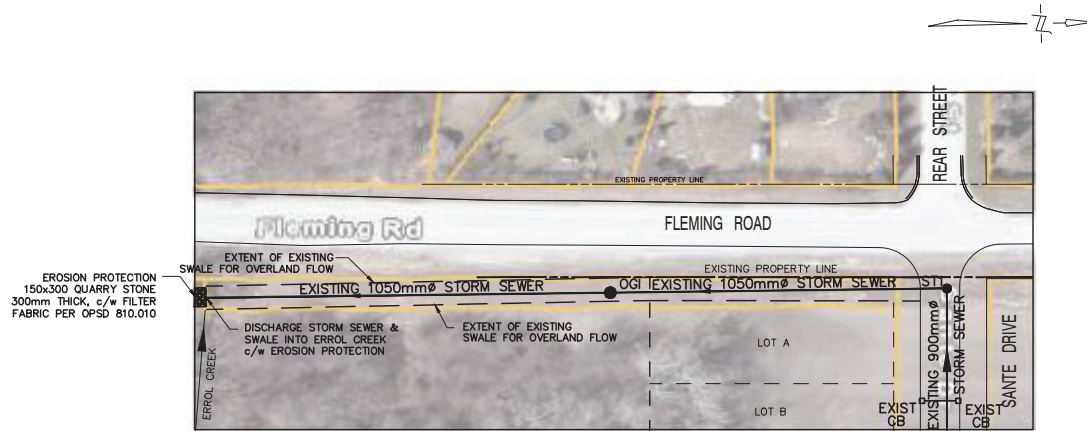 Z
REAR STREET
EXISTING PROPERTY LINE
Fleming Rd
FLEMING ROAD
EXTENT OF EXISTING
SWALE FOR OVERLAND FLOW
EXISTING PROPERTY LINE
EROSION PROTECTION
150x300 QUARRY STONE
300mm THICK, c/w FILTER
FABRIC PER OPSD 810.010
EXISTING 1050mmø STORM SEWER
OGI
EXISTING 1050mmø STORM SEWER
ST1
DISCHARGE STORM SEWER &
SWALE INTO ERROL CREEK
c/w EROSION PROTECTION
EXTENT OF EXISTING
SWALE FOR OVERLAND FLOW
ERROL CREEK
LOT A
LOT B
EXISTING 900mmø
STORM SEWER
SANTE DRIVE
EXIST
CB
EXIST
CB